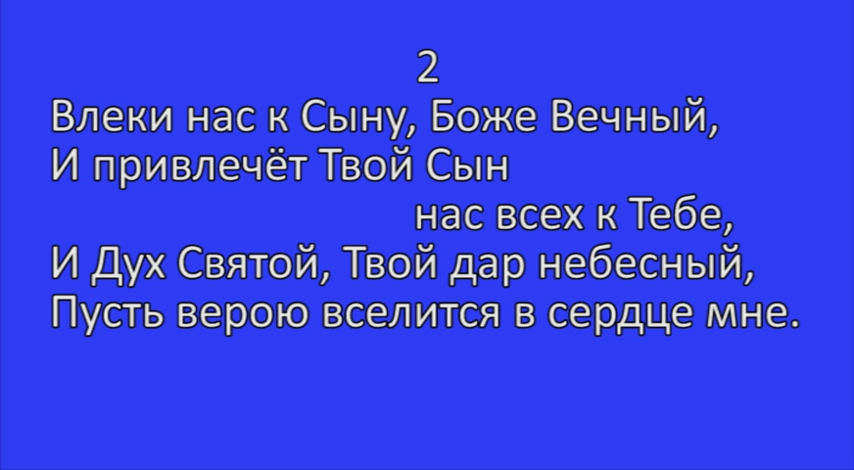 2
Влеки нас к Сыну, Боже Вечный,
И привлечёт Твой Сын
нас всех к Тебе,
И Дух Святой, Твой дар небесный,
Пусть верою вселится в сердце мне.